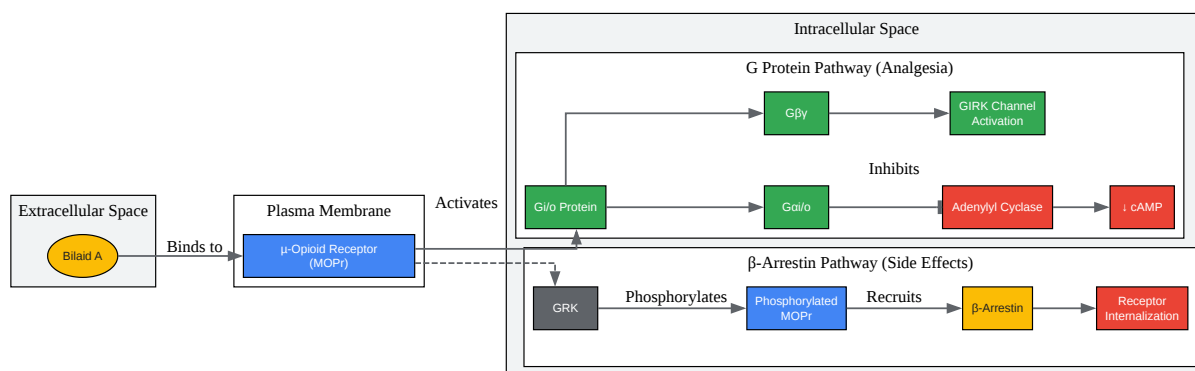 Intracellular Space
G Protein Pathway (Analgesia)
Gβγ
GIRK Channel
Activation
Inhibits
Extracellular Space
Plasma Membrane
Activates
Gi/o Protein
Gαi/o
Adenylyl Cyclase
↓ cAMP
Bilaid A
Binds to
μ-Opioid Receptor
(MOPr)
β-Arrestin Pathway (Side Effects)
GRK
Phosphorylates
Phosphorylated
MOPr
Recruits
β-Arrestin
Receptor
Internalization